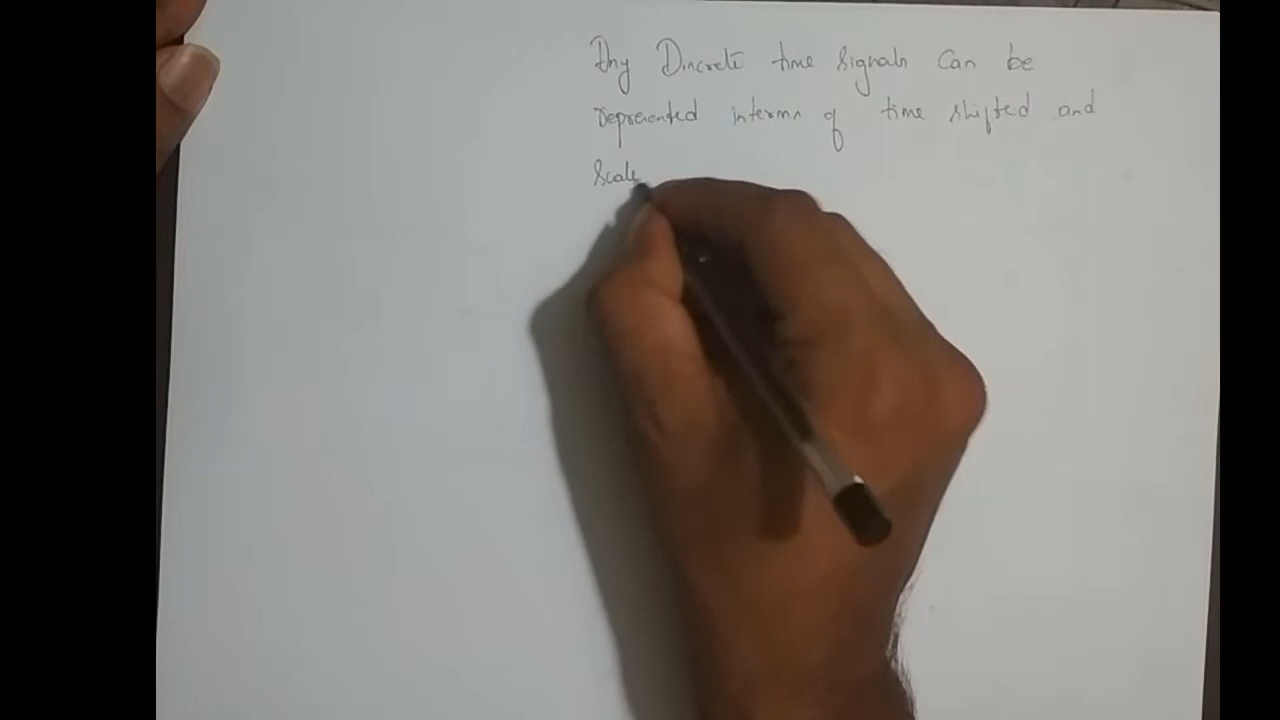 Any Discrete time signals can be
represented interms of time shifted and
Scale